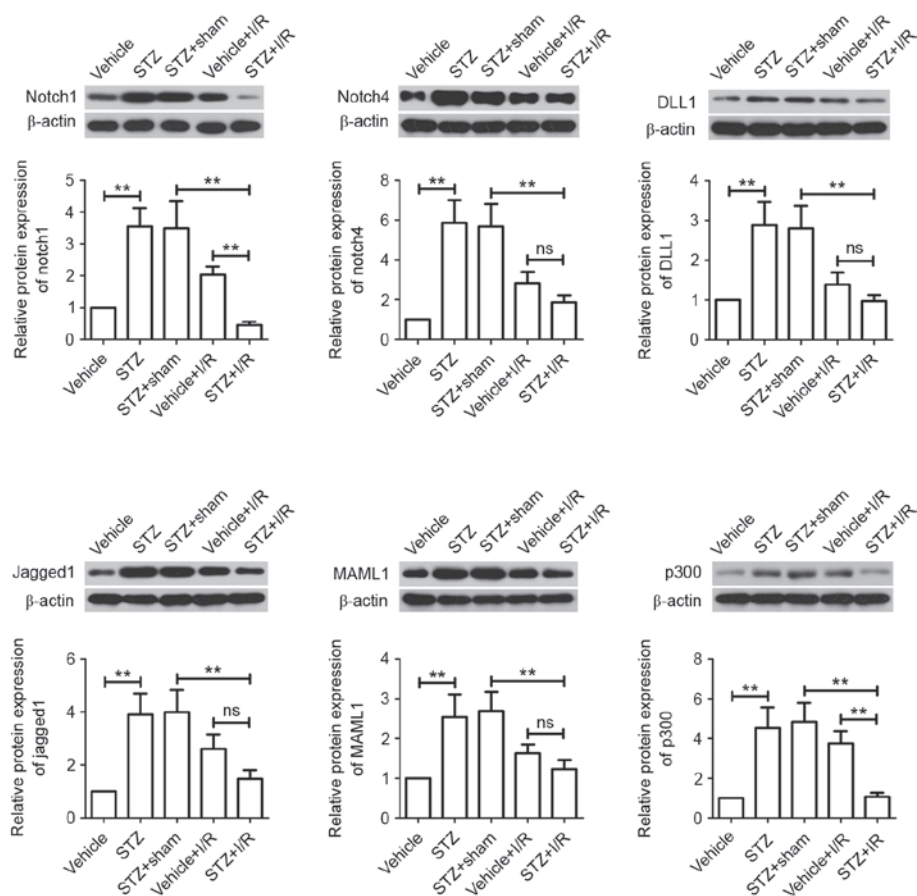 Vehicle STZ STZ+sham Vehicle+I/R STZ+I/R
Notch1
β-actin
** ** **
Relative protein expression
of notch1
5
4
3
2
1
0
Vehicle STZ STZ+sham Vehicle+I/R STZ+I/R
Vehicle STZ STZ+sham Vehicle+I/R STZ+I/R
Notch4
β-actin
** ** ns
Relative protein expression
of notch4
8
6
4
2
0
Vehicle STZ STZ+sham Vehicle+I/R STZ+I/R
Vehicle STZ STZ+sham Vehicle+I/R STZ+I/R
DLL1
β-actin
** ** ns
Relative protein expression
of DLL1
4
3
2
1
0
Vehicle STZ STZ+sham Vehicle+I/R STZ+I/R
Vehicle STZ STZ+sham Vehicle+I/R STZ+I/R
Jagged1
β-actin
** ** ns
Relative protein expression
of jagged1
6
4
2
0
Vehicle STZ STZ+sham Vehicle+I/R STZ+I/R
Vehicle STZ STZ+sham Vehicle+I/R STZ+I/R
MAML1
β-actin
** ** ns
Relative protein expression
of MAML1
4
3
2
1
0
Vehicle STZ STZ+sham Vehicle+I/R STZ+I/R
Vehicle STZ STZ+sham Vehicle+I/R STZ+I/R
p300
β-actin
** ** **
Relative protein expression
of p300
8
6
4
2
0
Vehicle STZ STZ+sham Vehicle+I/R STZ+IR